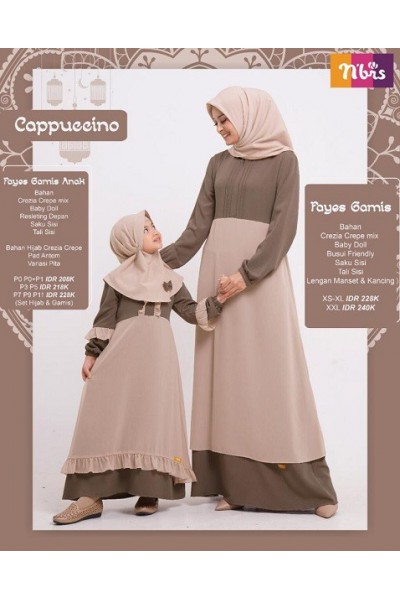 N'brs
Cappuccino
Payes Gamis Anak
Bahan
Crezia Crepe mix
Baby Doll
Resleting Depan
Saku Sisi
Tali Sisi
Bahan Hijab Crezia Crepe
Pad Antem
Variasi Pita
P0 P0+P1 IDR 208K
P3 P5 IDR 218K
P7 P9 P11 IDR 228K
(Set Hijab & Gamis)
Payes Gamis
Bahan
Crezia Crepe mix
Baby Doll
Busui Friendly
Saku Sisi
Tali Sisi
Lengan Manset & Kancing
XS-XL IDR 228K
XXL IDR 240K